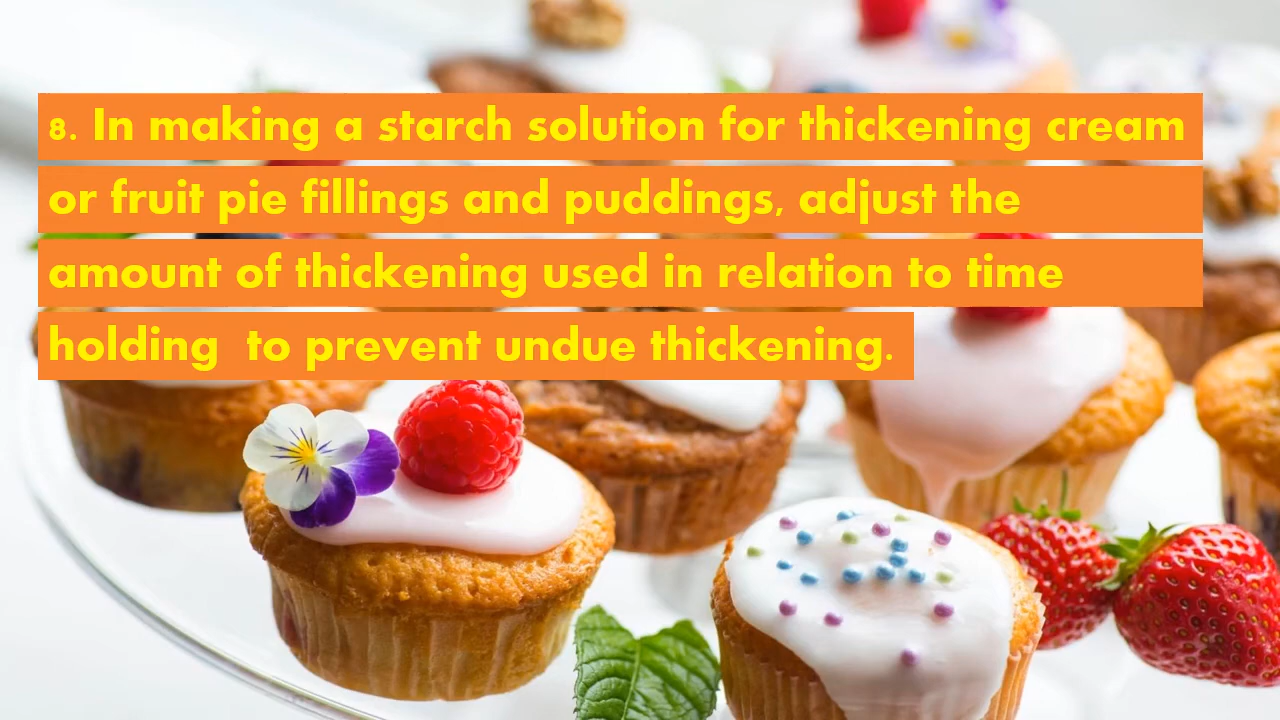 8. In making a starch solution for thickening cream
or fruit pie fillings and puddings, adjust the
amount of thickening used in relation to time
holding  to prevent undue thickening.